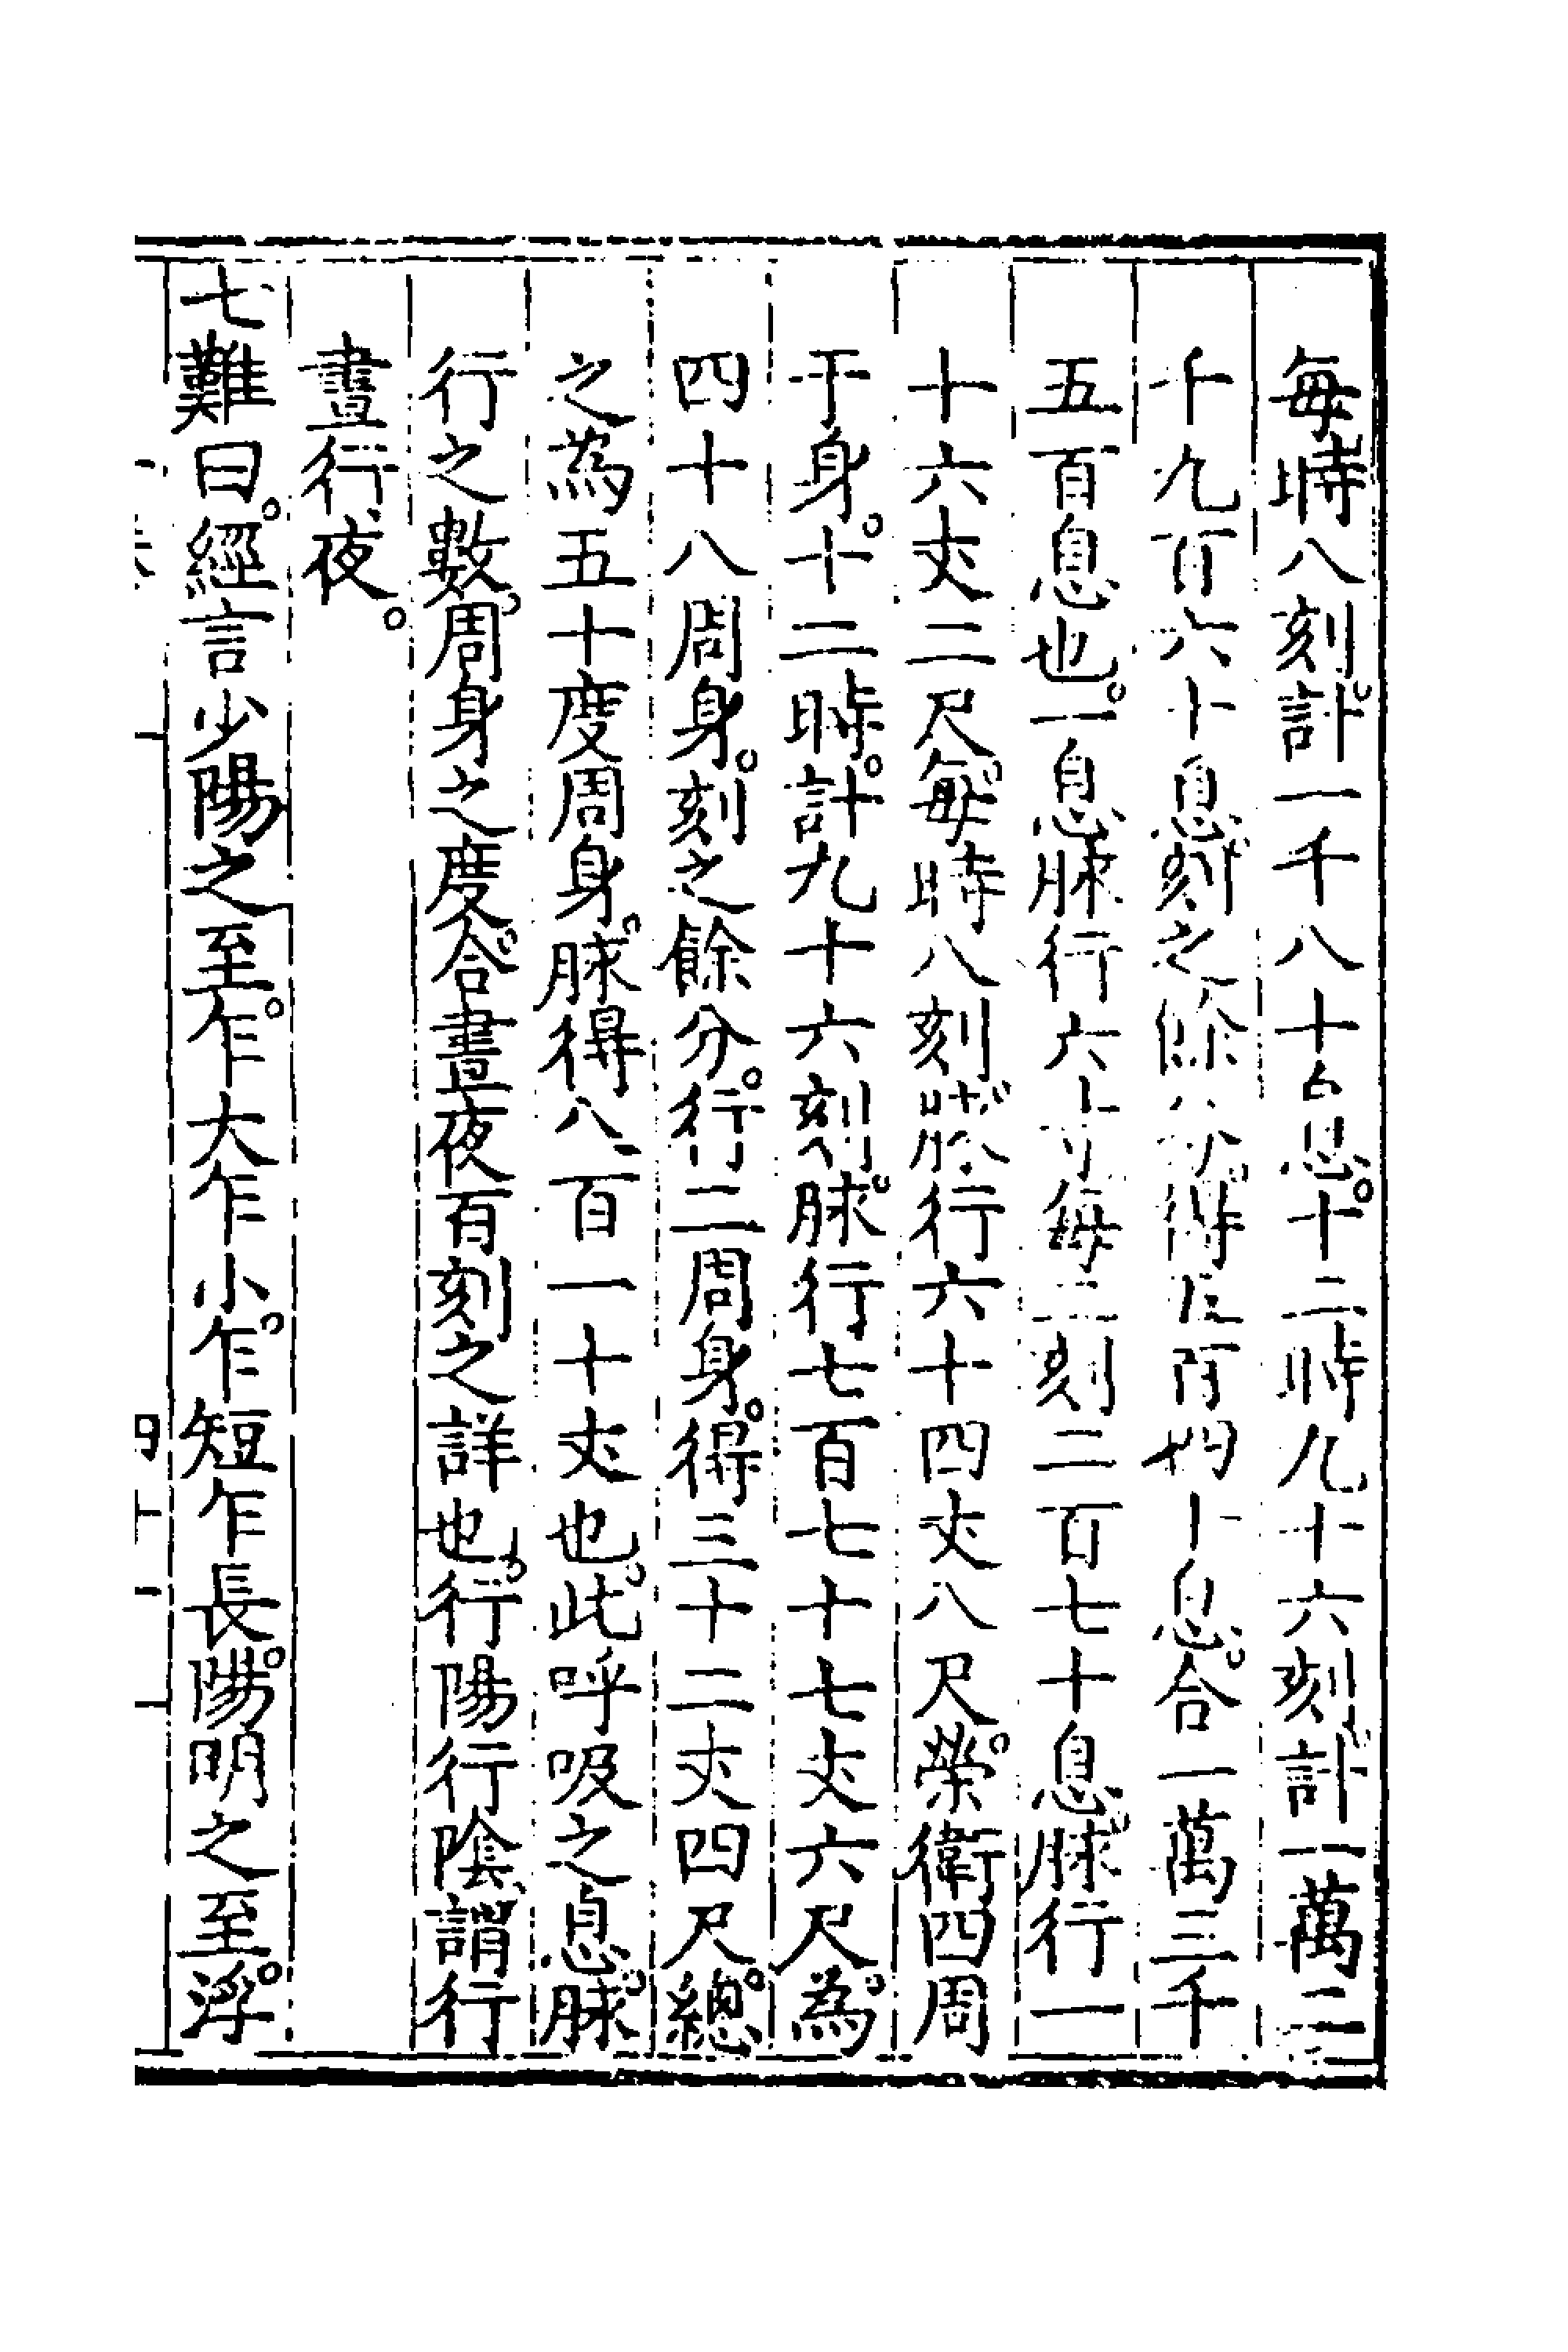 每時八刻計一千八十息十二時九十六刻計一萬二
千九百六十息刻之餘分得五百四十息合一萬三千
五百息也一息脉行六寸每二刻二百七十息脉行一
十六丈二尺每時八刻脉行六十四丈八尺榮衛四周
于身十二時計九十六刻脉行七百七十七丈六尺為
四十八周身刻之餘分行二周身得三十二丈四尺總
之為五十度周身脉得八百一十丈也此呼吸之息脉
行之數周身之度合晝夜百刻之詳也行陽行陰謂行
晝行夜
七難曰經言少陽之至乍大乍小乍短乍長陽明之至浮